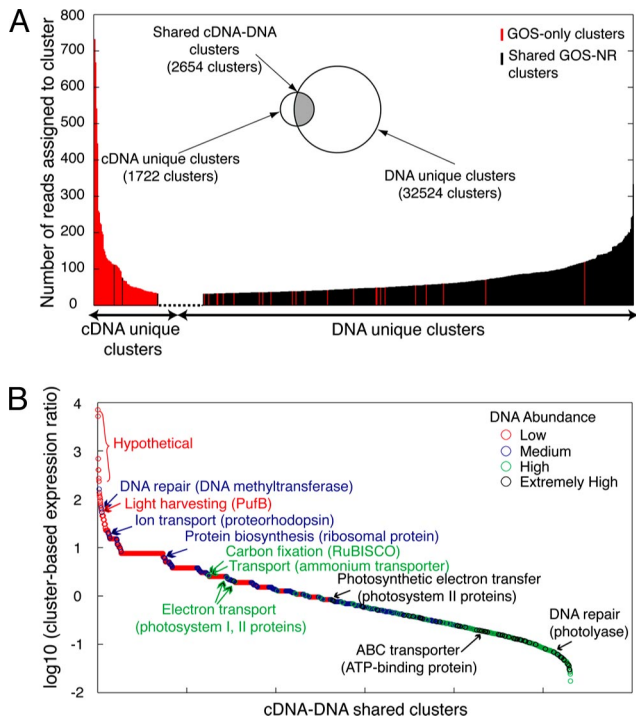 A
Number of reads assigned to cluster
800
700
600
500
400
300
200
100
0
Shared cDNA-DNA
clusters
(2654 clusters)
cDNA unique clusters
(1722 clusters)
DNA unique clusters
(32524 clusters)
GOS-only clusters
Shared GOS-NR
clusters
cDNA unique
clusters
DNA unique clusters
B
log10 (cluster-based expression ratio)
4
3
2
1
0
-1
-2
Hypothetical
DNA repair (DNA methyltransferase)
Light harvesting (PufB)
Ion transport (proteorhodopsin)
Protein biosynthesis (ribosomal protein)
Carbon fixation (RuBISCO)
Transport (ammonium transporter)
Photosynthetic electron transfer
(photosystem II proteins)
Electron transport
(photosystem I, II proteins)
ABC transporter
(ATP-binding protein)
DNA repair
(photolyase)
DNA Abundance
Low
Medium
High
Extremely High
cDNA-DNA shared clusters